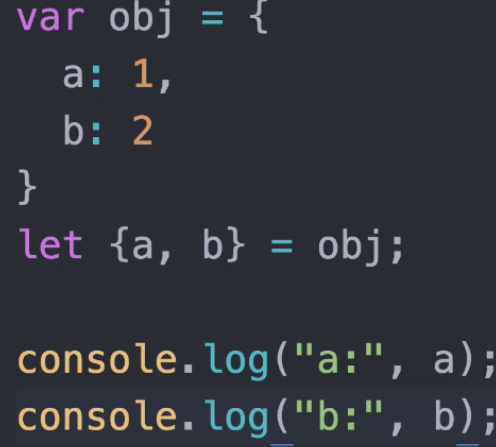 var obj = {
  a: 1,
  b: 2
}
let {a, b} = obj;

console.log("a:", a);
console.log("b:", b);